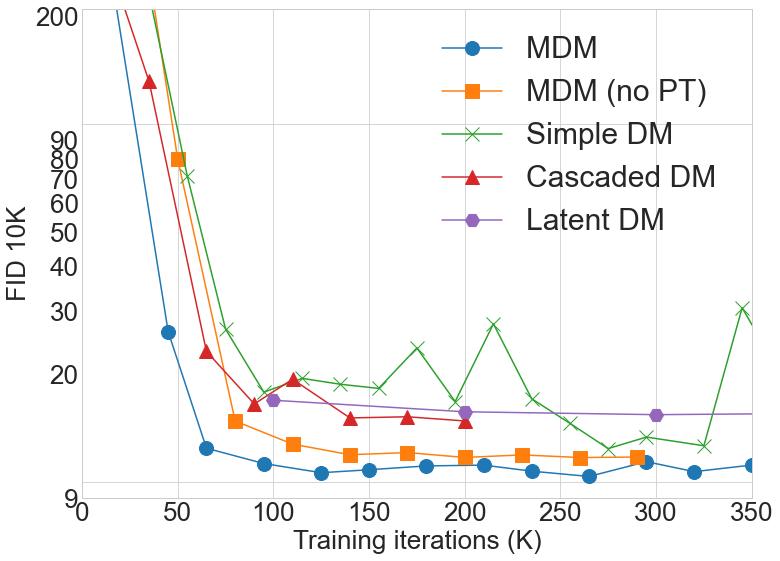 200
90
80
70
60
50
40
30
20
9
FID 10K
MDM
MDM (no PT)
Simple DM
Cascaded DM
Latent DM
0 50 100 150 200 250 300 350
Training iterations (K)